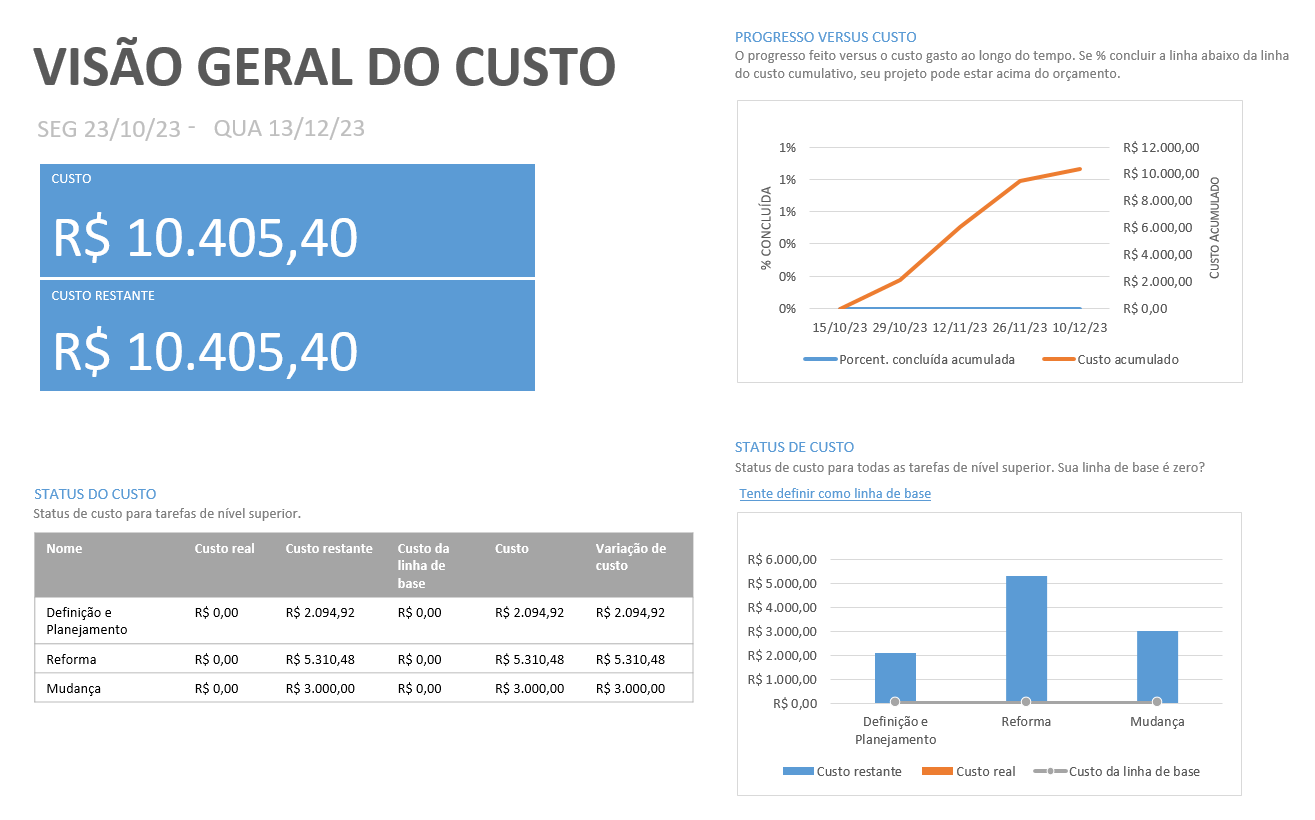 VISÃO GERAL DO CUSTO
SEG 23/10/23 - QUA 13/12/23
CUSTO
R$ 10.405,40
CUSTO RESTANTE
R$ 10.405,40
STATUS DO CUSTO
Status de custo para tarefas de nível superior.
Nome Custo real Custo restante Custo da linha de base Custo Variação de custo
Definição e Planejamento R$ 0,00 R$ 2.094,92 R$ 0,00 R$ 2.094,92 R$ 2.094,92
Reforma R$ 0,00 R$ 5.310,48 R$ 0,00 R$ 5.310,48 R$ 5.310,48
Mudança R$ 0,00 R$ 3.000,00 R$ 0,00 R$ 3.000,00 R$ 3.000,00
PROGRESSO VERSUS CUSTO
O progresso feito versus o custo gasto ao longo do tempo. Se % concluir a linha abaixo da linha
do custo cumulativo, seu projeto pode estar acima do orçamento.
% CONCLUÍDA
1%
1%
1%
0%
0%
0%
R$ 12.000,00
R$ 10.000,00
R$ 8.000,00
R$ 6.000,00
R$ 4.000,00
R$ 2.000,00
R$ 0,00
CUSTO ACUMULADO
15/10/23 29/10/23 12/11/23 26/11/23 10/12/23
Porcent. concluída acumulada Custo acumulado
STATUS DE CUSTO
Status de custo para todas as tarefas de nível superior. Sua linha de base é zero?
Tente definir como linha de base
R$ 6.000,00
R$ 5.000,00
R$ 4.000,00
R$ 3.000,00
R$ 2.000,00
R$ 1.000,00
R$ 0,00
Definição e Planejamento Reforma Mudança
Custo restante Custo real Custo da linha de base